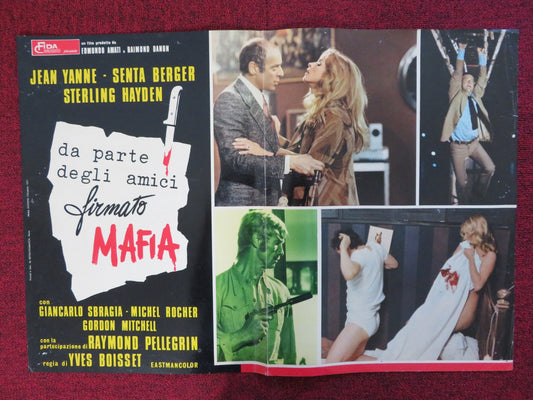 FIDA
un film prodotto da
EDMONDO AMATI e RAIMOND DANON
JEAN YANNE - SENTA BERGER
STERLING HAYDEN
da parte
degli amici
firmato
MAFIA
con
GIANCARLO SBRAGIA - MICHEL ROCHER
GORDON MITCHELL
con la
partecipazione di RAYMOND PELLEGRIN
regia di YVES BOISSET EASTMANCOLOR